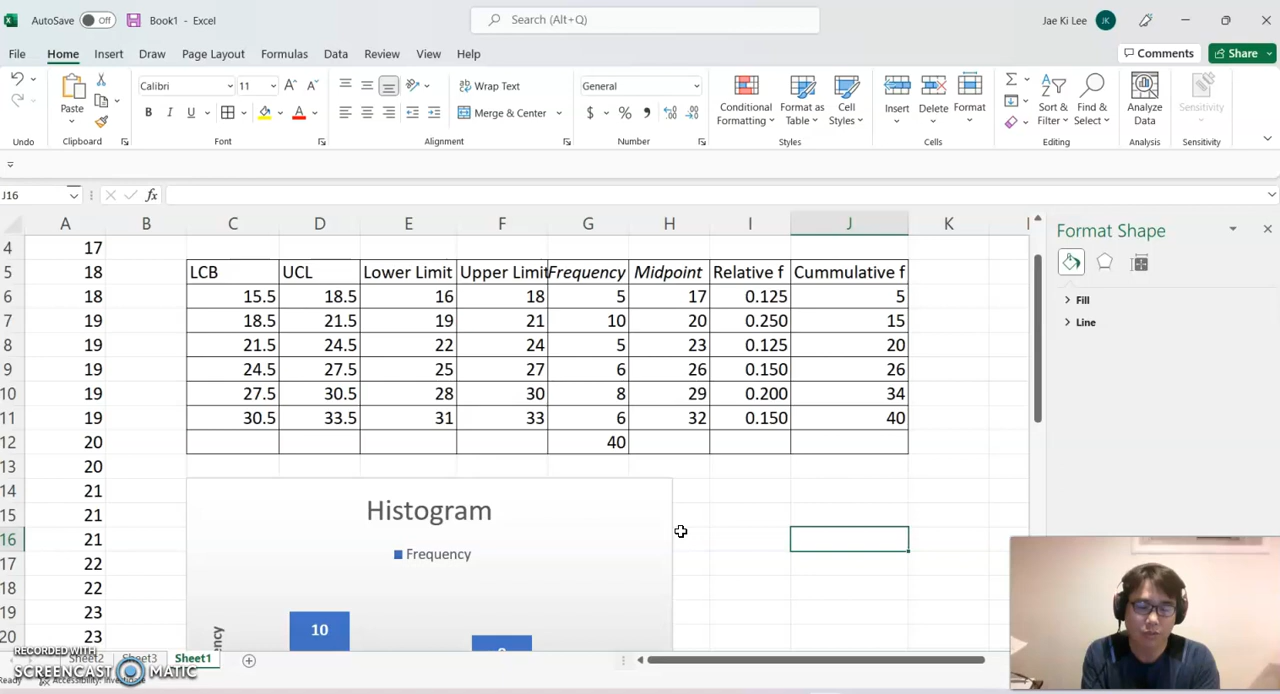 AutoSave Off Book1 - Excel Search (Alt+Q) Jae Ki Lee JK
File Home Insert Draw Page Layout Formulas Data Review View Help Comments Share
Calibri 11 Wrap Text General
Paste Merge & Center $ % Conditional Formatting Format as Table Cell Styles Insert Delete Format Sort & Filter Find & Select Analyze Data Sensitivity
Undo Clipboard Font Alignment Number Styles Cells Editing Analysis Sensitivity
J16 fx
A B C D E F G H I J K
4 17
5 18 LCB UCL Lower Limit Upper Limit Frequency Midpoint Relative f Cummulative f
6 18 15.5 18.5 16 18 5 17 0.125 5
7 19 18.5 21.5 19 21 10 20 0.250 15
8 19 21.5 24.5 22 24 5 23 0.125 20
9 19 24.5 27.5 25 27 6 26 0.150 26
10 19 27.5 30.5 28 30 8 29 0.200 34
11 19 30.5 33.5 31 33 6 32 0.150 40
12 20 40
13 20
14 21
15 21
16 21
17 22
18 22
19 23
20 23
Histogram
Frequency
10
Format Shape
Fill
Line
Sheet2 Sheet3 Sheet1
RECORDED WITH
SCREENCAST MATIC